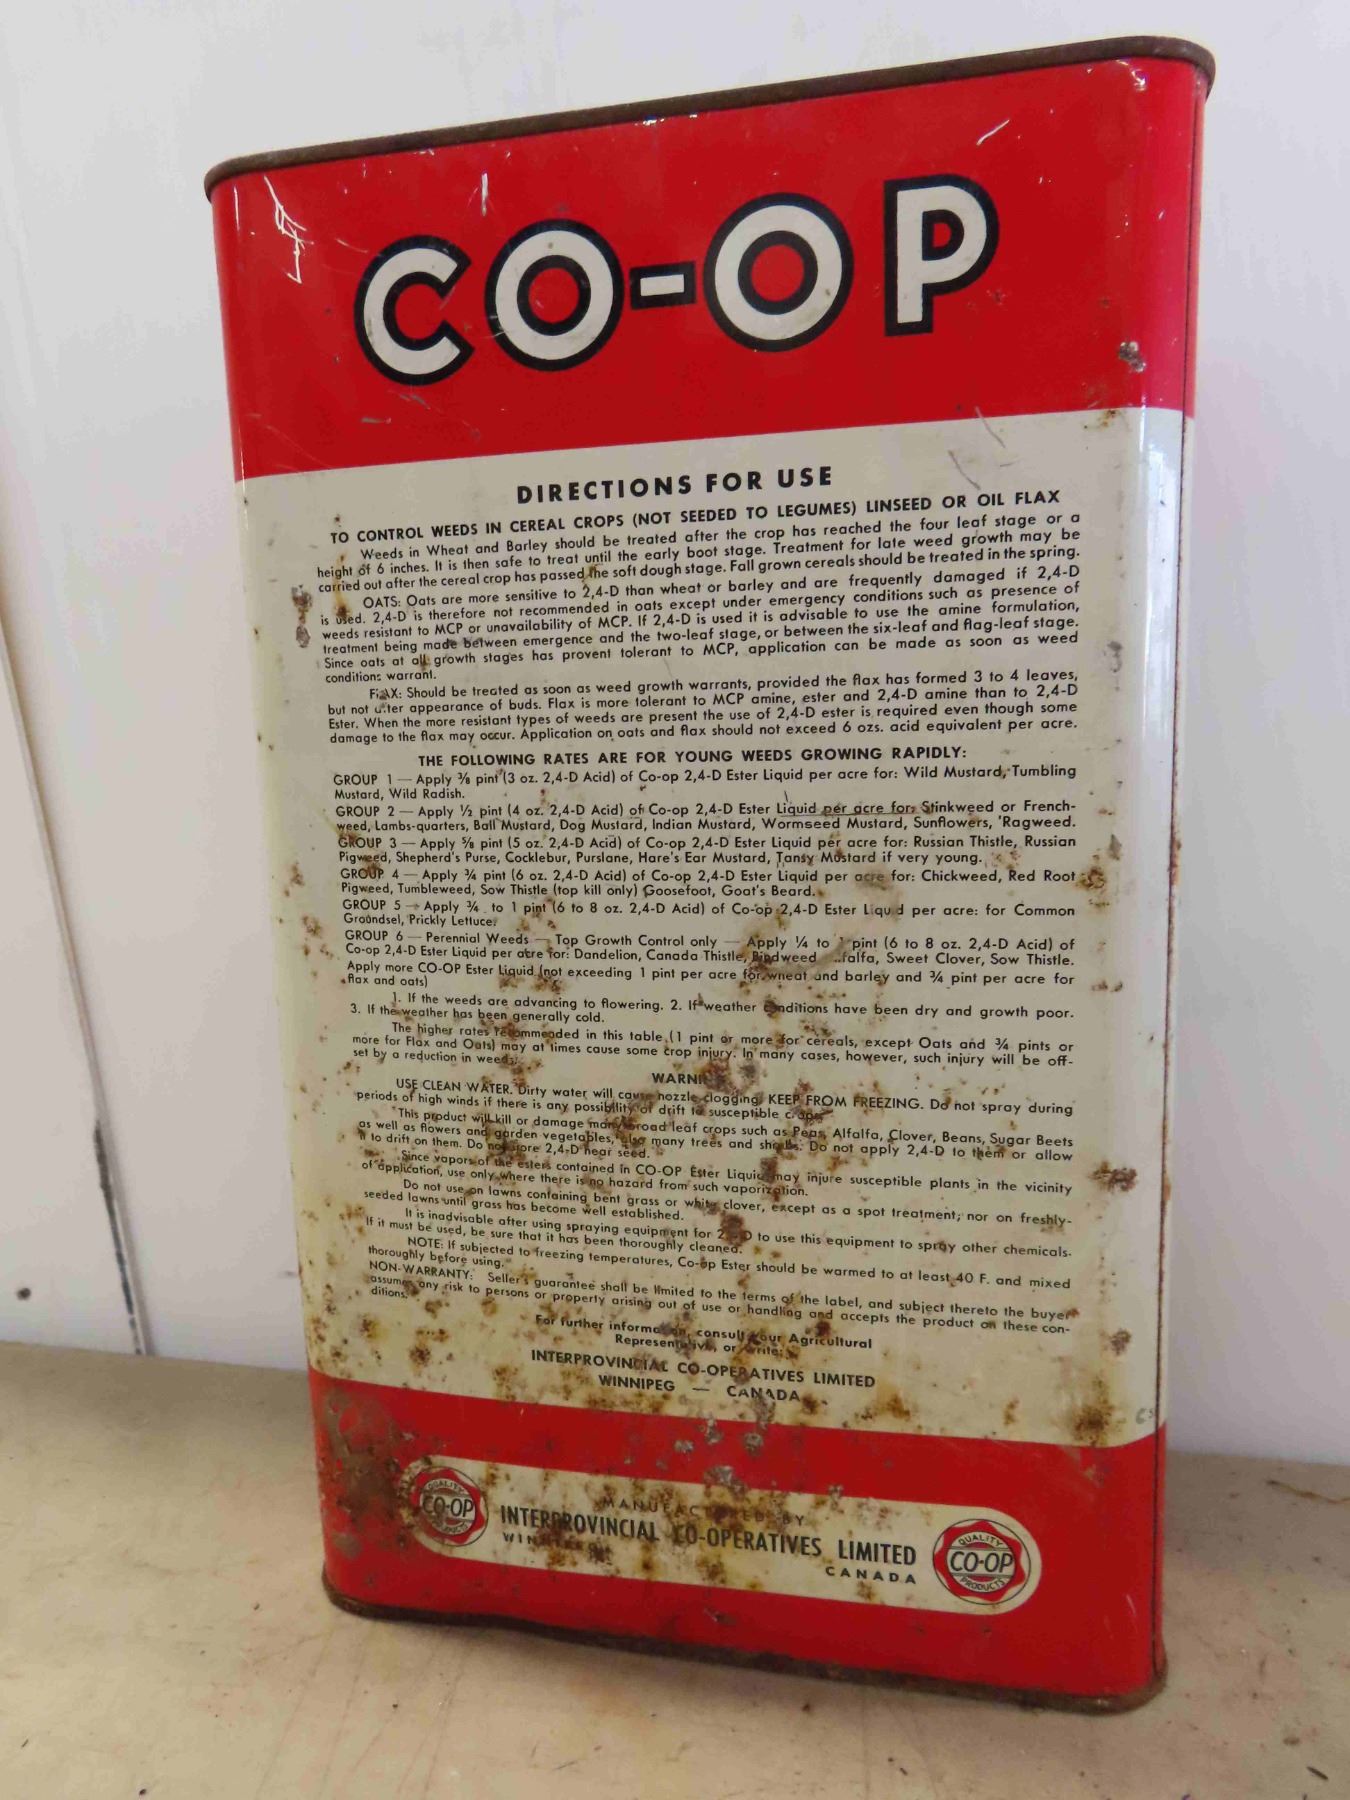 CO-OP
DIRECTIONS FOR USE
TO CONTROL WEEDS IN CEREAL CROPS (NOT SEEDED TO LEGUMES) LINSEED OR OIL FLAX
Weeds in Wheat and Barley should be treated after the crop has reached the four leaf stage or a
height of 6 inches. It is then safe to treat until the early boot stage. Treatment for late weed growth may be
carried out after the cereal crop has passed the soft dough stage. Fall grown cereals should be treated in the spring.
OATS: Oats are more sensitive to 2,4-D than wheat or barley and are frequently damaged if 2,4-D
is used. 2,4-D is therefore not recommended in oats except under emergency conditions such as presence of
weeds resistant to MCP or unavailability of MCP. If 2,4-D is used it is advisable to use the amine formulation,
treatment being made between emergence and the two-leaf stage, or between the six-leaf and flag-leaf stage.
Since oats at all growth stages has provent tolerant to MCP, application can be made as soon as weed
conditions warrant.
FLAX: Should be treated as soon as weed growth warrants, provided the flax has formed 3 to 4 leaves,
but not after appearance of buds. Flax is more tolerant to MCP amine, ester and 2,4-D amine than to 2,4-D
Ester. When the more resistant types of weeds are present the use of 2,4-D ester is required even though some
damage to the flax may occur. Application on oats and flax should not exceed 6 ozs. acid equivalent per acre.
THE FOLLOWING RATES ARE FOR YOUNG WEEDS GROWING RAPIDLY:
GROUP 1 — Apply ⅜ pint (3 oz. 2,4-D Acid) of Co-op 2,4-D Ester Liquid per acre for: Wild Mustard, Tumbling
Mustard, Wild Radish.
GROUP 2 — Apply ½ pint (4 oz. 2,4-D Acid) of Co-op 2,4-D Ester Liquid per acre for: Stinkweed or French-
weed, Lambs-quarters, Ball Mustard, Dog Mustard, Indian Mustard, Wormseed Mustard, Sunflowers, Ragweed.
GROUP 3 — Apply ⅝ pint (5 oz. 2,4-D Acid) of Co-op 2,4-D Ester Liquid per acre for: Russian Thistle, Russian
Pigweed, Shepherd's Purse, Cocklebur, Purslane, Hare's Ear Mustard, Tansy Mustard if very young.
GROUP 4 — Apply ¾ pint (6 oz. 2,4-D Acid) of Co-op 2,4-D Ester Liquid per acre for: Chickweed, Red Root
Pigweed, Tumbleweed, Sow Thistle (top kill only) Goosefoot, Goat's Beard.
GROUP 5 — Apply ¾ to 1 pint (6 to 8 oz. 2,4-D Acid) of Co-op 2,4-D Ester Liquid per acre: for Common
Groundsel, Prickly Lettuce.
GROUP 6 — Perennial Weeds — Top Growth Control only — Apply ¼ to pint (6 to 8 oz. 2,4-D Acid) of
Co-op 2,4-D Ester Liquid per acre for: Dandelion, Canada Thistle, Bindweed Sweet Clover, Sow Thistle.
Apply more CO-OP Ester Liquid (not exceeding 1 pint per acre for wheat and barley and ¾ pint per acre for
flax and oats)
1. If the weeds are advancing to flowering. 2. If weather conditions have been dry and growth poor.
3. If the weather has been generally cold.
The higher rates recommended in this table (1 pint or more for cereals, except Oats and ¾ pints or
more for Flax and Oats) may at times cause some crop injury. In many cases, however, such injury will be off-
set by a reduction in weeds.
USE CLEAN WATER. Dirty water will cause nozzle clogging. KEEP FROM FREEZING. Do not spray during
periods of high winds if there is any possibility of drift to susceptible crops.
This product will kill or damage many broad leaf crops such as Peas, Alfalfa, Clover, Beans, Sugar Beets
as well as flowers and garden vegetables, also many trees and shrubs. Do not apply 2,4-D to them or allow
it to drift on them. Do not store 2,4-D near seed.
Since vapors of the esters contained in CO-OP Ester Liquid may injure susceptible plants in the vicinity
of application, use only where there is no hazard from such vaporization.
Do not use on lawns containing bent grass or white clover, except as a spot treatment; nor on freshly-
seeded lawns until grass has become well established.
It is inadvisable after using spraying equipment for 2,4-D to use this equipment to spray other chemicals.
If it must be used, be sure that it has been thoroughly cleaned.
NOTE: If subjected to freezing temperatures, Co-op Ester should be warmed to at least 40 F. and mixed
thoroughly before using.
NON-WARRANTY: Seller's guarantee shall be limited to the terms of the label, and subject thereto the buyer
assumes any risk to persons or property arising out of use or handling and accepts the product on these con-
ditions.
For further information, consult your Agricultural
Representative, or write:
INTERPROVINCIAL CO-OPERATIVES LIMITED
WINNIPEG — CANADA
MANUFACTURED BY
INTERPROVINCIAL CO-OPERATIVES LIMITED
WINNIPEG CANADA
QUALITY CO-OP PRODUCTS
QUALITY CO-OP PRODUCTS